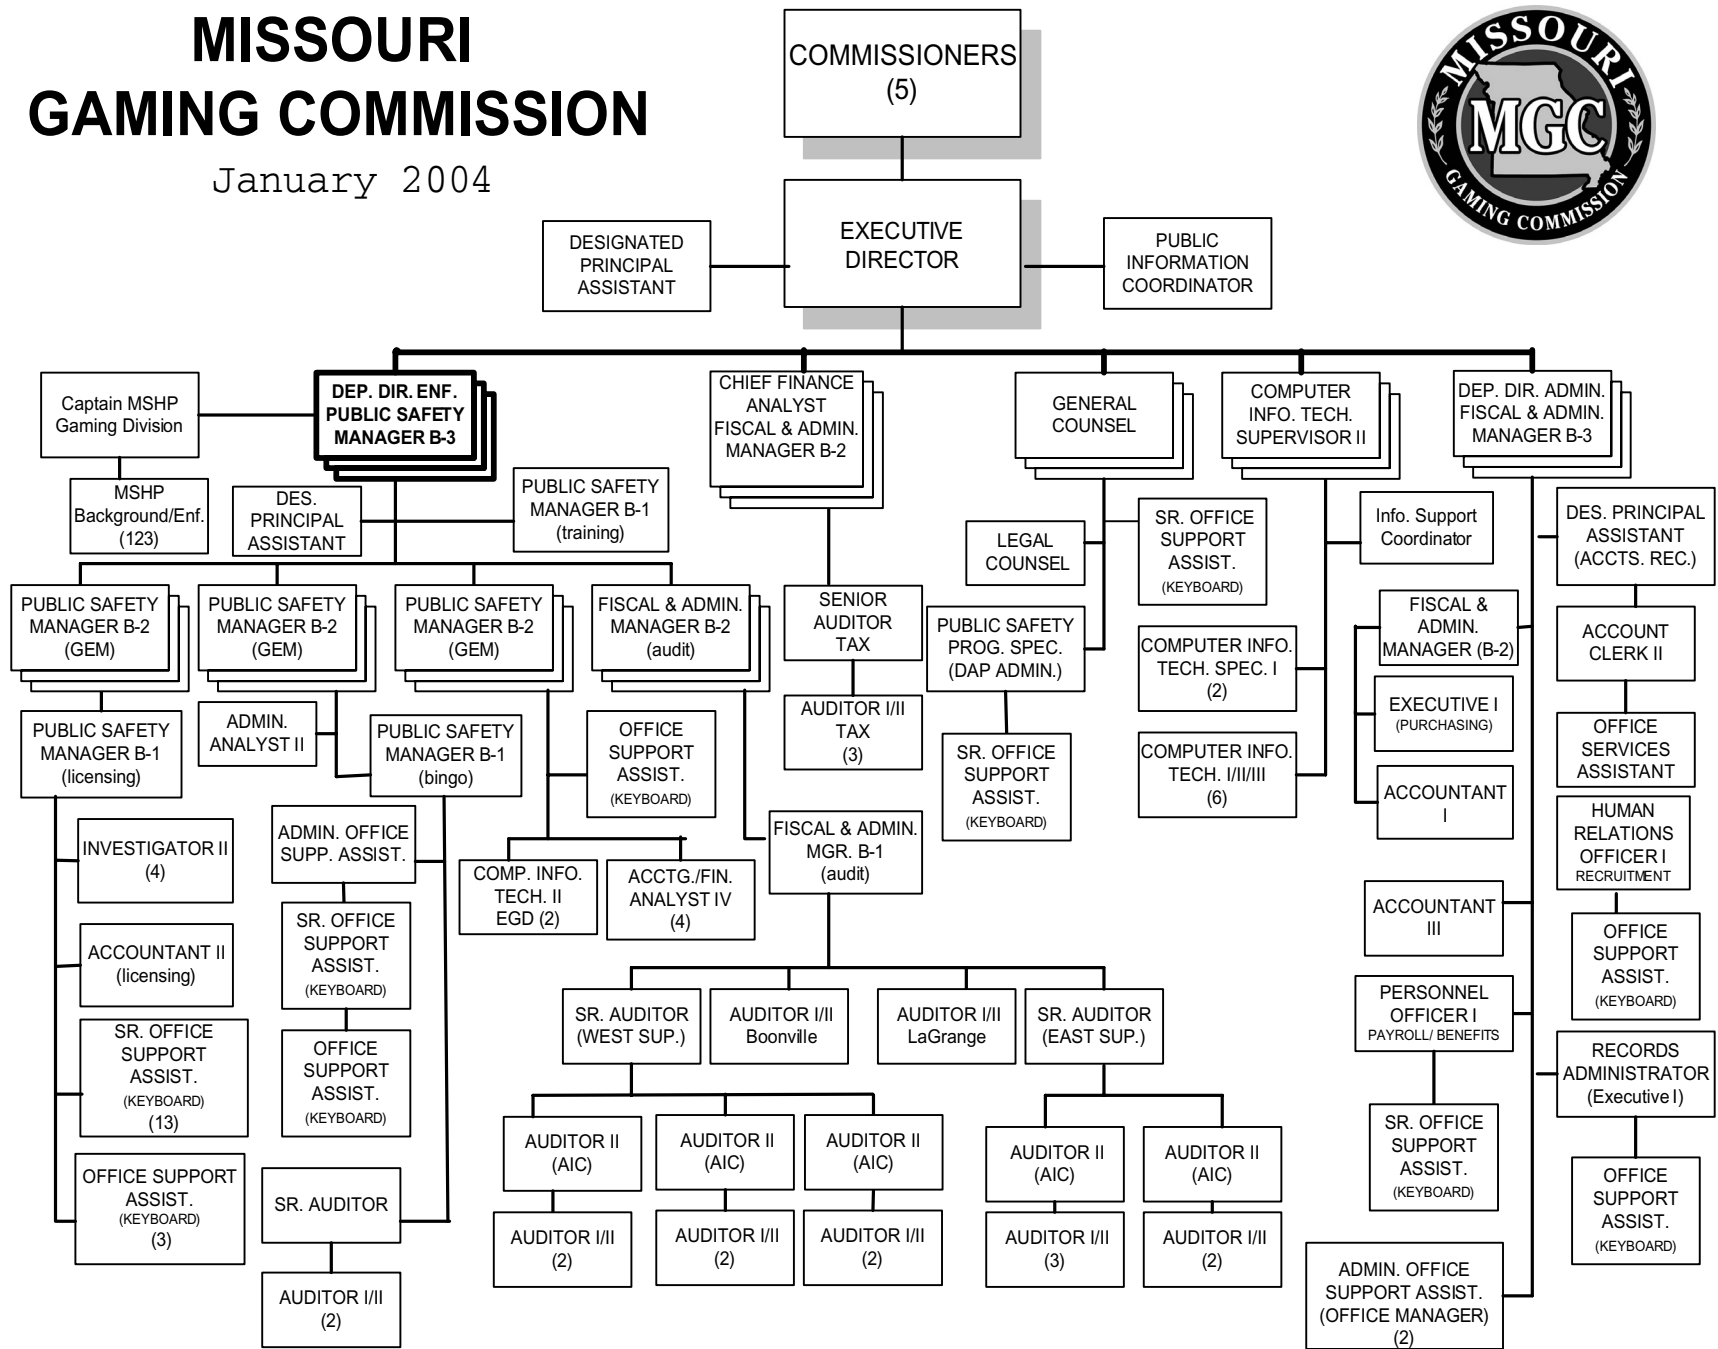 MISSOURI
GAMING COMMISSION
January 2004
COMMISSIONERS
(5)
MISSOURI
MGC
GAMING COMMISSION
DESIGNATED
PRINCIPAL
ASSISTANT
EXECUTIVE
DIRECTOR
PUBLIC
INFORMATION
COORDINATOR
Captain MSHP
Gaming Division
DEP. DIR. ENF.
PUBLIC SAFETY
MANAGER B-3
CHIEF FINANCE
ANALYST
FISCAL & ADMIN.
MANAGER B-2
GENERAL
COUNSEL
COMPUTER
INFO. TECH.
SUPERVISOR II
DEP. DIR. ADMIN.
FISCAL & ADMIN.
MANAGER B-3
MSHP
Background/Enf.
(123)
DES.
PRINCIPAL
ASSISTANT
PUBLIC SAFETY
MANAGER B-1
(training)
LEGAL
COUNSEL
SR. OFFICE
SUPPORT
ASSIST.
(KEYBOARD)
Info. Support
Coordinator
DES. PRINCIPAL
ASSISTANT
(ACCTS. REC.)
PUBLIC SAFETY
MANAGER B-2
(GEM)
PUBLIC SAFETY
MANAGER B-2
(GEM)
PUBLIC SAFETY
MANAGER B-2
(GEM)
FISCAL & ADMIN.
MANAGER B-2
(audit)
SENIOR
AUDITOR
TAX
PUBLIC SAFETY
PROG. SPEC.
(DAP ADMIN.)
COMPUTER INFO.
TECH. SPEC. I
(2)
FISCAL &
ADMIN.
MANAGER (B-2)
ACCOUNT
CLERK II
PUBLIC SAFETY
MANAGER B-1
(licensing)
ADMIN.
ANALYST II
PUBLIC SAFETY
MANAGER B-1
(bingo)
OFFICE
SUPPORT
ASSIST.
(KEYBOARD)
AUDITOR I/II
TAX
(3)
SR. OFFICE
SUPPORT
ASSIST.
(KEYBOARD)
COMPUTER INFO.
TECH. I/II/III
(6)
EXECUTIVE I
(PURCHASING)
OFFICE
SERVICES
ASSISTANT
ACCOUNTANT
I
INVESTIGATOR II
(4)
ADMIN. OFFICE
SUPP. ASSIST.
COMP. INFO.
TECH. II
EGD (2)
ACCTG./FIN.
ANALYST IV
(4)
FISCAL & ADMIN.
MGR. B-1
(audit)
HUMAN
RELATIONS
OFFICER I
RECRUITMENT
ACCOUNTANT II
(licensing)
SR. OFFICE
SUPPORT
ASSIST.
(KEYBOARD)
ACCOUNTANT
III
OFFICE
SUPPORT
ASSIST.
(KEYBOARD)
SR. OFFICE
SUPPORT
ASSIST.
(KEYBOARD)
(13)
OFFICE
SUPPORT
ASSIST.
(KEYBOARD)
SR. AUDITOR
(WEST SUP.)
AUDITOR I/II
Boonville
AUDITOR I/II
LaGrange
SR. AUDITOR
(EAST SUP.)
PERSONNEL
OFFICER I
PAYROLL/ BENEFITS
RECORDS
ADMINISTRATOR
(Executive I)
OFFICE SUPPORT
ASSIST.
(KEYBOARD)
(3)
SR. AUDITOR
AUDITOR II
(AIC)
AUDITOR II
(AIC)
AUDITOR II
(AIC)
AUDITOR II
(AIC)
AUDITOR II
(AIC)
SR. OFFICE
SUPPORT
ASSIST.
(KEYBOARD)
OFFICE
SUPPORT
ASSIST.
(KEYBOARD)
AUDITOR I/II
(2)
AUDITOR I/II
(2)
AUDITOR I/II
(2)
AUDITOR I/II
(2)
AUDITOR I/II
(3)
AUDITOR I/II
(2)
ADMIN. OFFICE
SUPPORT ASSIST.
(OFFICE MANAGER)
(2)